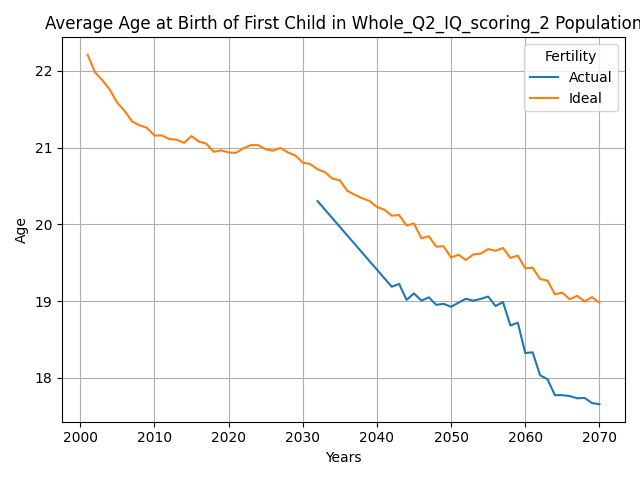 Average Age at Birth of First Child in Whole_Q2_IQ_scoring_2 Population
Fertility
Actual
Ideal
Age
22
21
20
19
18
2000 2010 2020 2030 2040 2050 2060 2070
Years